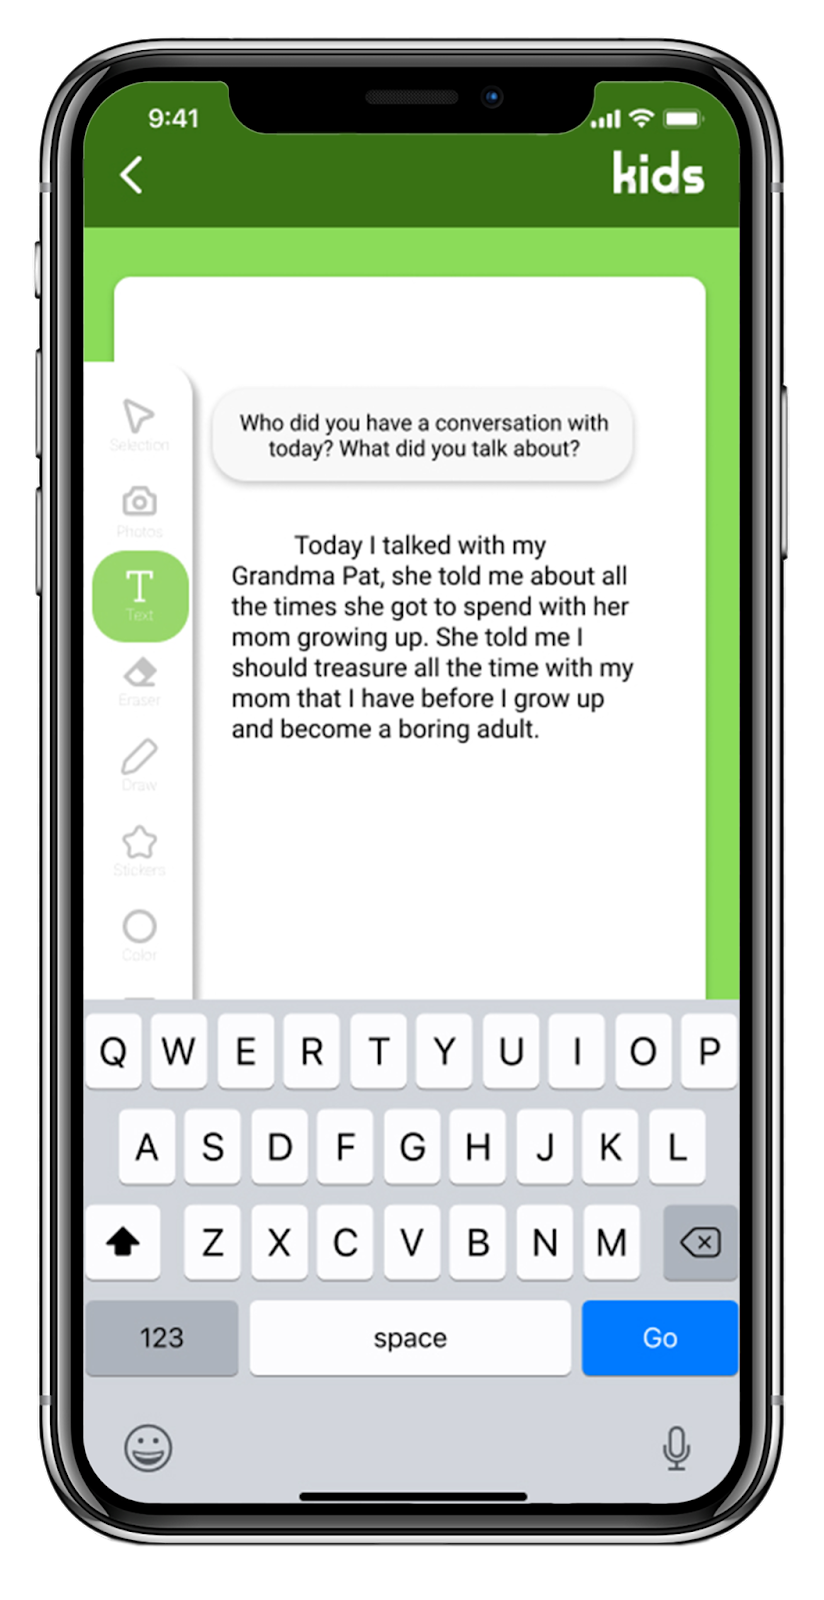 9:41
kids
Selection
Photos
Text
Eraser
Draw
Stickers
Color
Who did you have a conversation with
today? What did you talk about?
Today I talked with my
Grandma Pat, she told me about all
the times she got to spend with her
mom growing up. She told me I
should treasure all the time with my
mom that I have before I grow up
and become a boring adult.
Q W E R T Y U I O P
A S D F G H J K L
Z X C V B N M
123 space Go